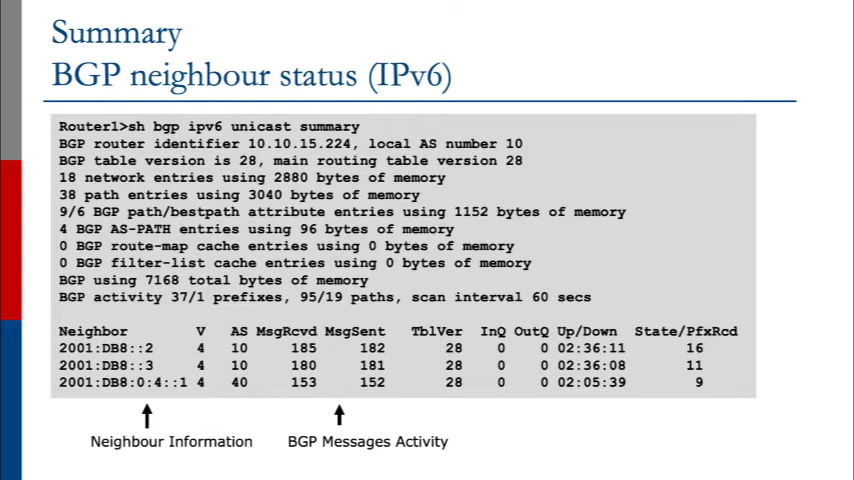 Summary
BGP neighbour status (IPv6)
Router1>sh bgp ipv6 unicast summary
BGP router identifier 10.10.15.224, local AS number 10
BGP table version is 28, main routing table version 28
18 network entries using 2880 bytes of memory
38 path entries using 3040 bytes of memory
9/6 BGP path/bestpath attribute entries using 1152 bytes of memory
4 BGP AS-PATH entries using 96 bytes of memory
0 BGP route-map cache entries using 0 bytes of memory
0 BGP filter-list cache entries using 0 bytes of memory
BGP using 7168 total bytes of memory
BGP activity 37/1 prefixes, 95/19 paths, scan interval 60 secs
Neighbor V AS MsgRcvd MsgSent TblVer InQ OutQ Up/Down State/PfxRcd
2001:DB8::2 4 10 185 182 28 0 0 02:36:11 16
2001:DB8::3 4 10 180 181 28 0 0 02:36:08 11
2001:DB8:0:4::1 4 40 153 152 28 0 0 02:05:39 9
Neighbour Information BGP Messages Activity